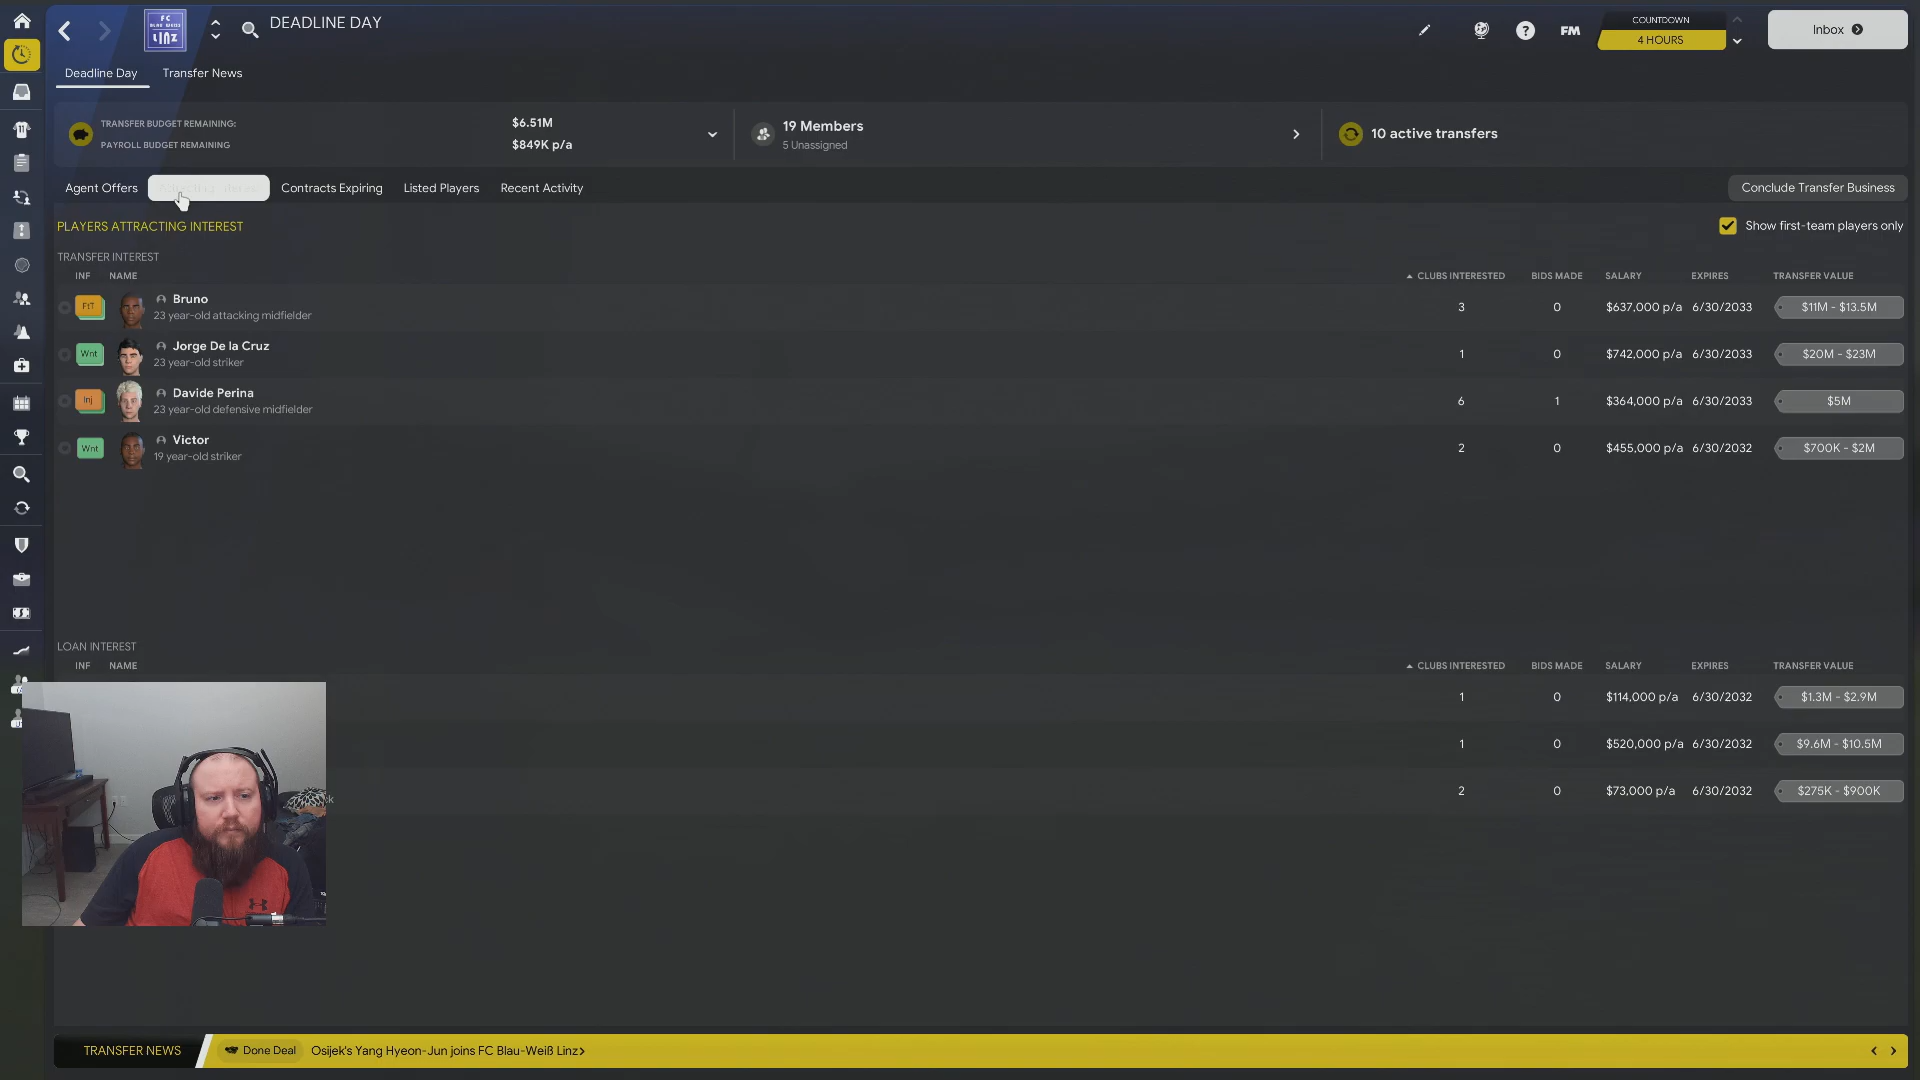 FC
BLAU WEISS
LINZ
DEADLINE DAY
FM
COUNTDOWN
4 HOURS
Inbox
Deadline Day
Transfer News
TRANSFER BUDGET REMAINING:
$6.51M
PAYROLL BUDGET REMAINING
$849K p/a
19 Members
5 Unassigned
10 active transfers
Agent Offers
Contracts Expiring
Listed Players
Recent Activity
Conclude Transfer Business
PLAYERS ATTRACTING INTEREST
Show first-team players only
TRANSFER INTEREST
INF NAME CLUBS INTERESTED BIDS MADE SALARY EXPIRES TRANSFER VALUE
FtT Bruno 3 0 $637,000 p/a 6/30/2033 $11M - $13.5M
23 year-old attacking midfielder
Wnt Jorge De la Cruz 1 0 $742,000 p/a 6/30/2033 $20M - $23M
23 year-old striker
Inj Davide Perina 6 1 $364,000 p/a 6/30/2033 $5M
23 year-old defensive midfielder
Wnt Victor 2 0 $455,000 p/a 6/30/2032 $700K - $2M
19 year-old striker
LOAN INTEREST
INF NAME CLUBS INTERESTED BIDS MADE SALARY EXPIRES TRANSFER VALUE
1 0 $114,000 p/a 6/30/2032 $1.3M - $2.9M
1 0 $520,000 p/a 6/30/2032 $9.6M - $10.5M
2 0 $73,000 p/a 6/30/2032 $275K - $900K
TRANSFER NEWS
Done Deal
Osijek's Yang Hyeon-Jun joins FC Blau-Weiß Linz>